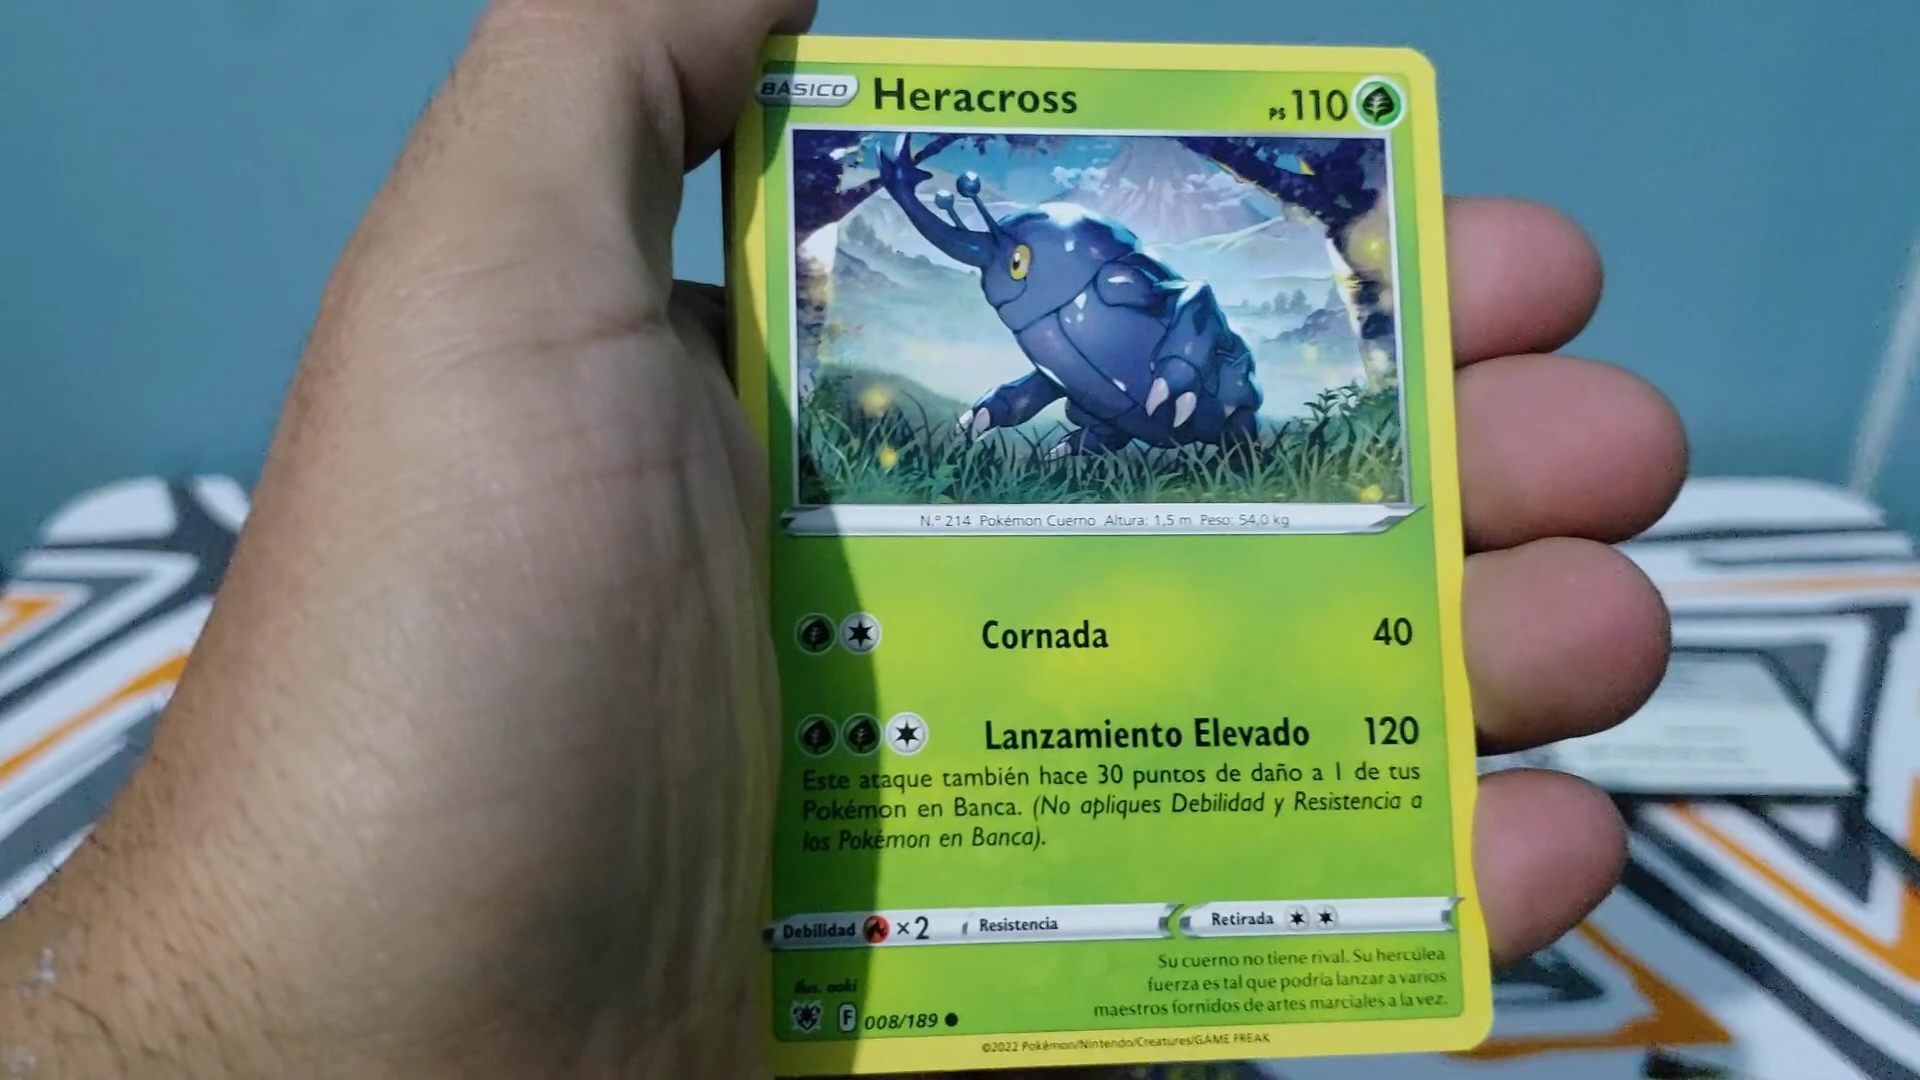 BÁSICO Heracross PS 110
N.º 214 Pokémon Cuerno Altura: 1,5 m Peso: 54,0 kg
Cornada 40
Lanzamiento Elevado 120
Este ataque también hace 30 puntos de daño a 1 de tus
Pokémon en Banca. (No apliques Debilidad y Resistencia a
los Pokémon en Banca).
Debilidad ×2 Resistencia Retirada
Su cuerno no tiene rival. Su hercúlea
fuerza es tal que podría lanzar a varios
maestros fornidos de artes marciales a la vez.
Illus. aoki
F 008/189
©2022 Pokémon/Nintendo/Creatures/GAME FREAK